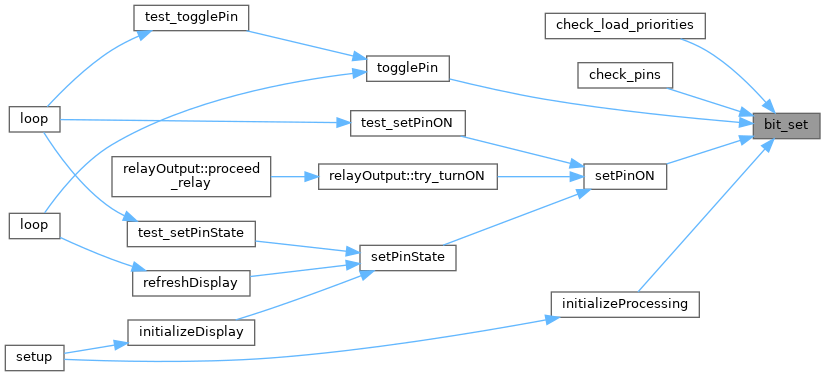 test_togglePin
check_load_priorities
togglePin
check_pins
loop
test_setPinON
bit_set
relayOutput::proceed
_relay
relayOutput::try_turnON
setPinON
loop
test_setPinState
setPinState
refreshDisplay
initializeProcessing
initializeDisplay
setup